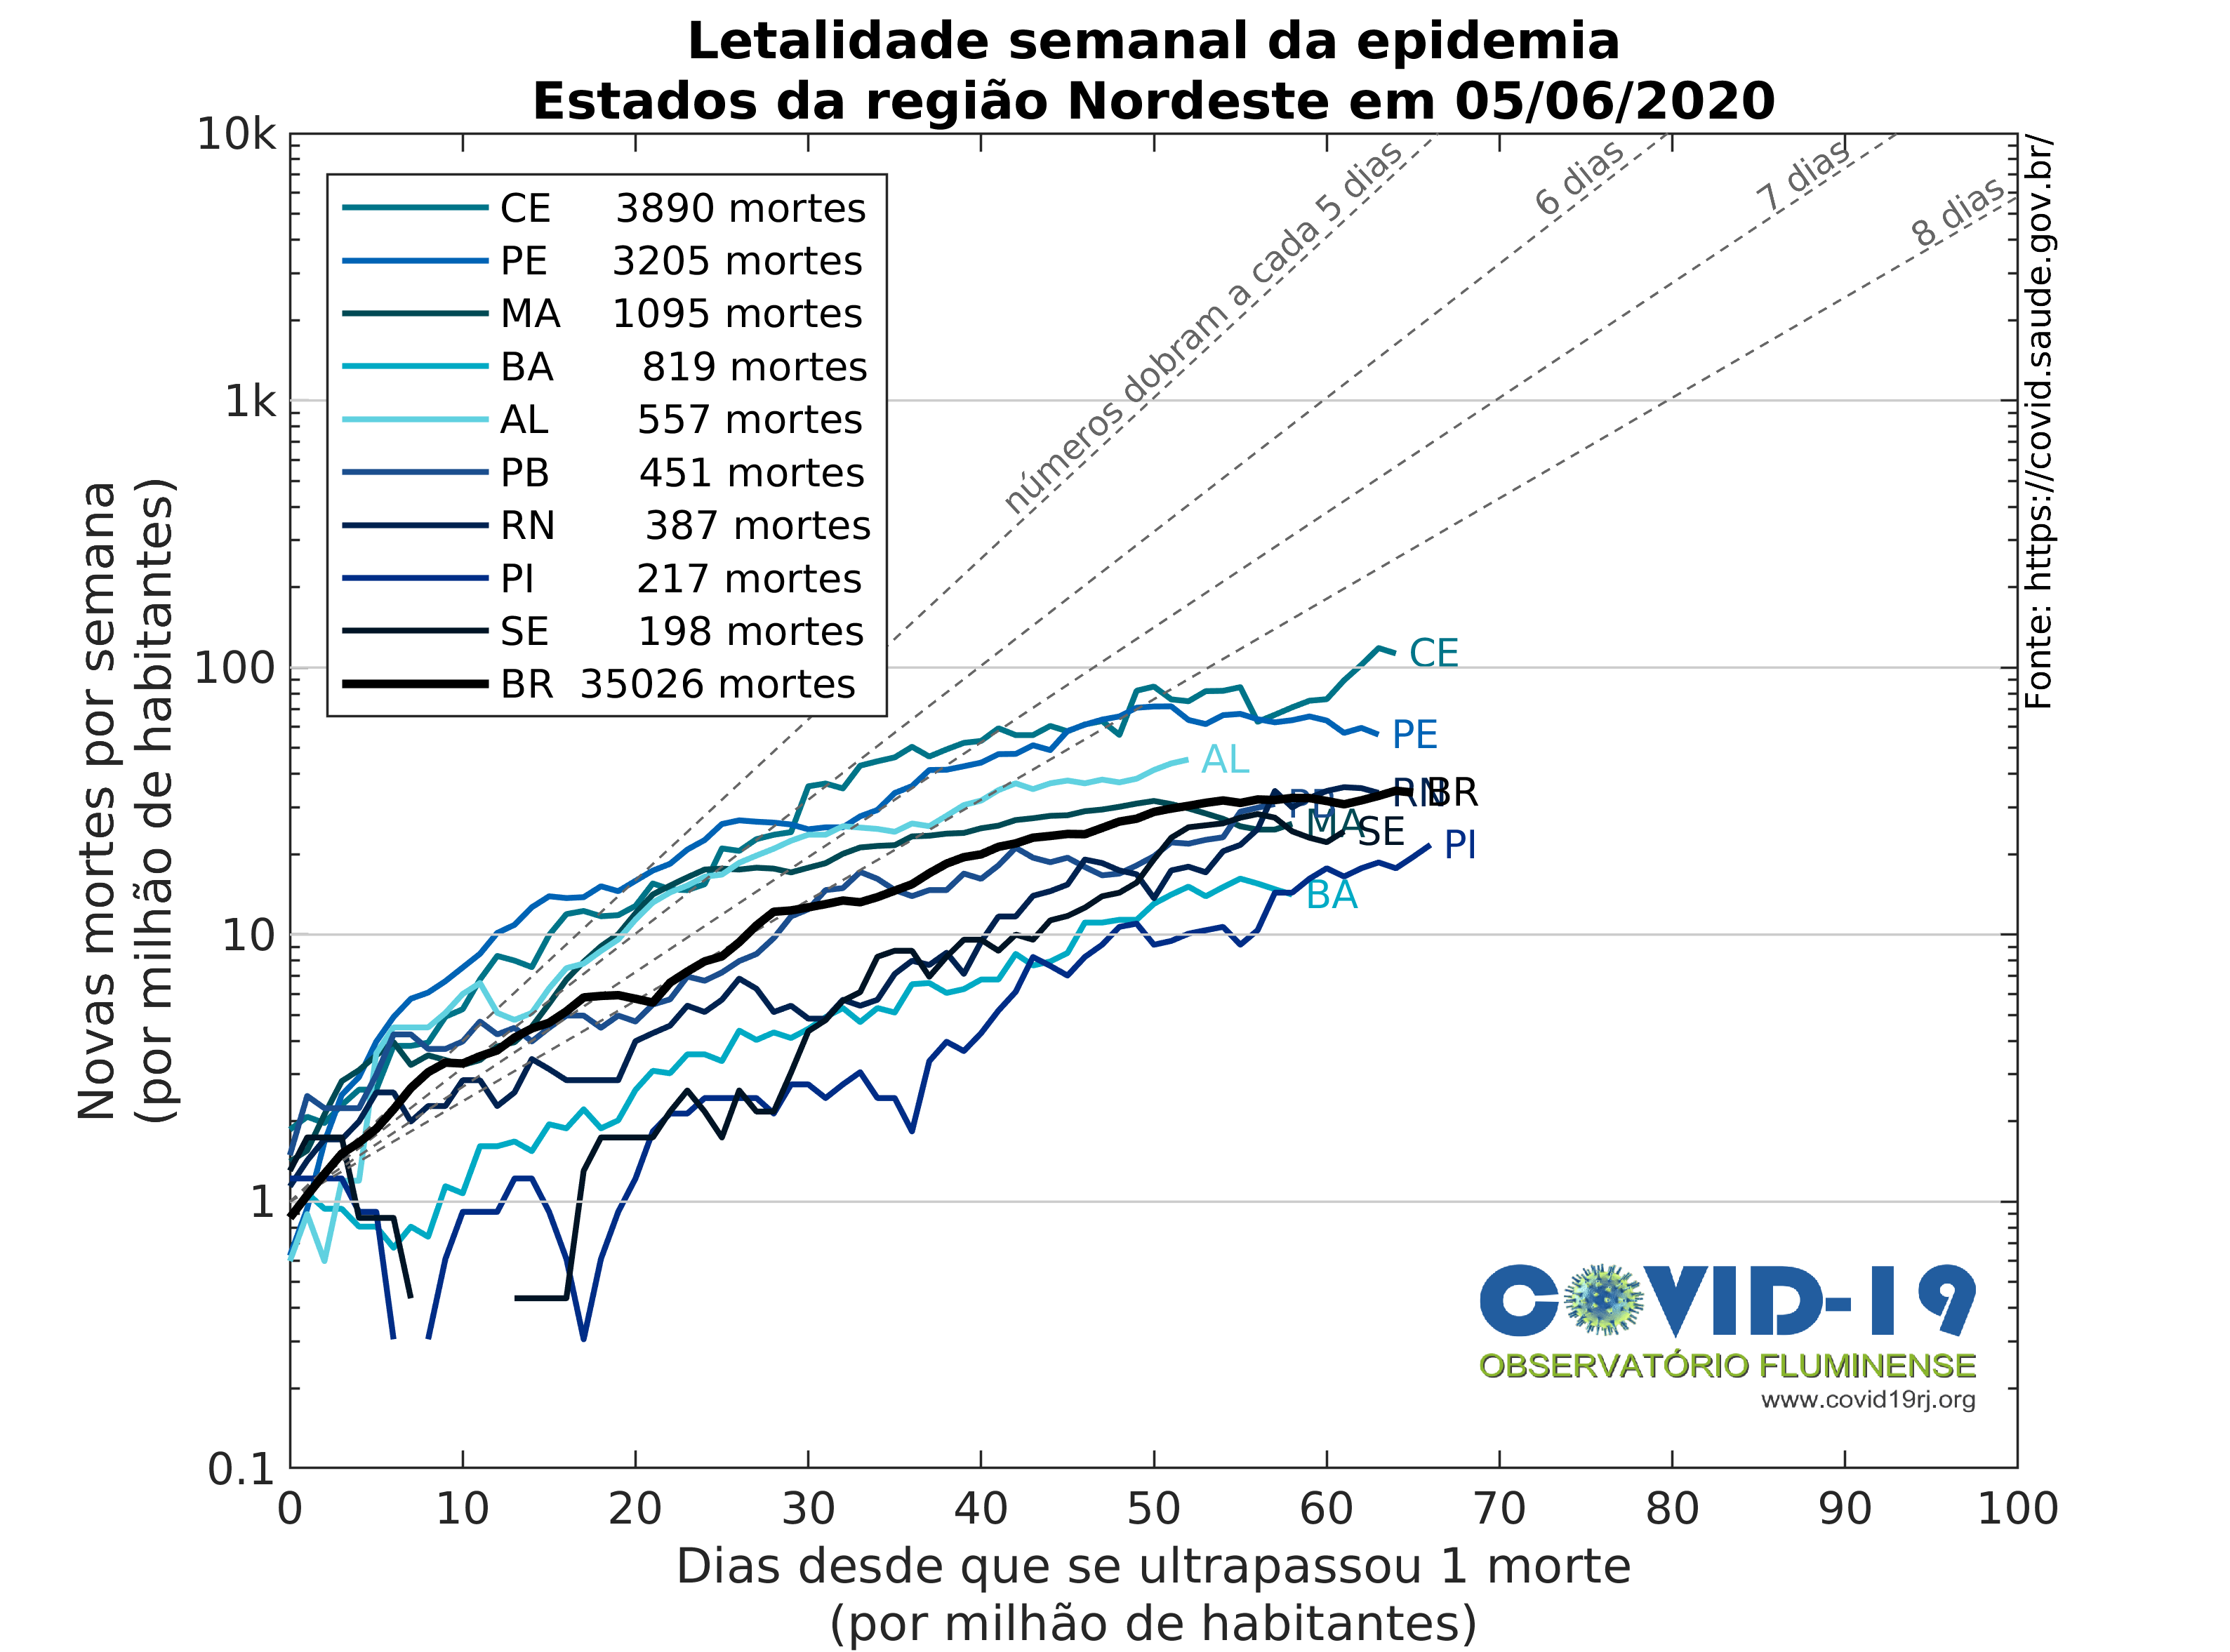 Letalidade semanal da epidemia
Estados da região Nordeste em 05/06/2020
Novas mortes por semana
(por milhão de habitantes)
10k
1k
100
10
1
0.1
CE 3890 mortes
PE 3205 mortes
MA 1095 mortes
BA 819 mortes
AL 557 mortes
PB 451 mortes
RN 387 mortes
PI 217 mortes
SE 198 mortes
BR 35026 mortes
números dobram a cada 5 dias
6 dias
7 dias
8 dias
CE
PE
AL
PB
RN
BR
MA
SE
PI
BA
Fonte: https://covid.saude.gov.br/
COVID-19
OBSERVATÓRIO FLUMINENSE
www.covid19rj.org
0 10 20 30 40 50 60 70 80 90 100
Dias desde que se ultrapassou 1 morte
(por milhão de habitantes)